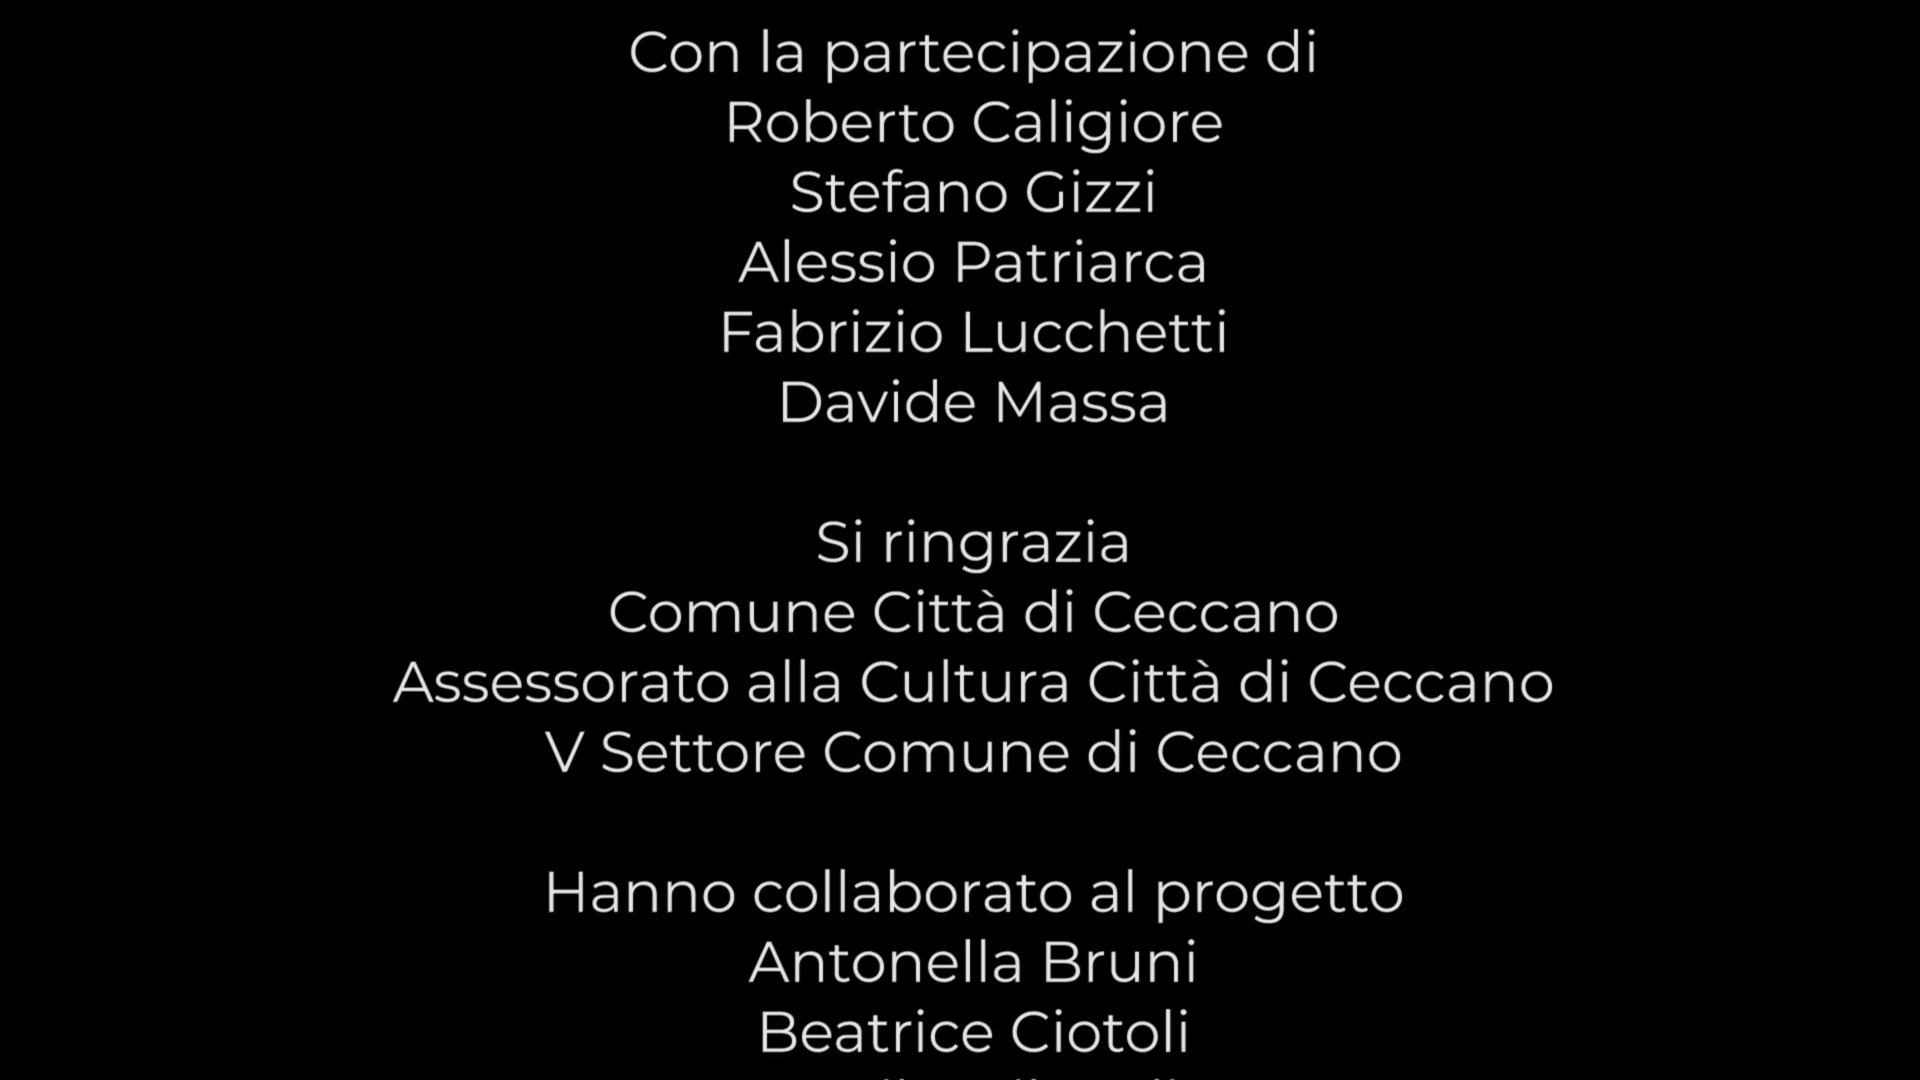 Con la partecipazione di
Roberto Caligiore
Stefano Gizzi
Alessio Patriarca
Fabrizio Lucchetti
Davide Massa
Si ringrazia
Comune Città di Ceccano
Assessorato alla Cultura Città di Ceccano
V Settore Comune di Ceccano
Hanno collaborato al progetto
Antonella Bruni
Beatrice Ciotoli